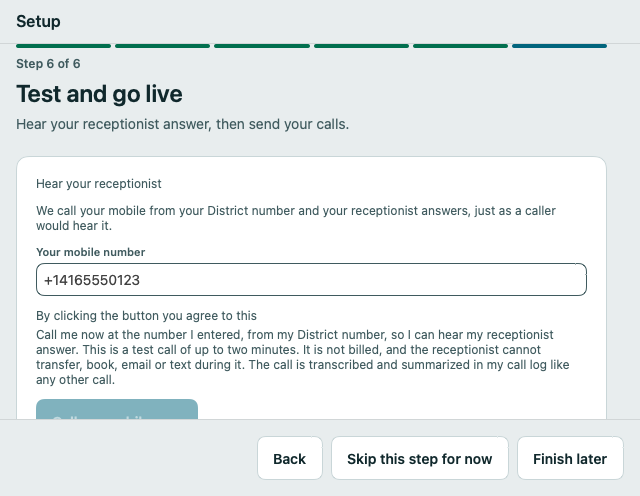 Setup
Step 6 of 6
Test and go live
Hear your receptionist answer, then send your calls.
Hear your receptionist
We call your mobile from your District number and your receptionist answers, just as a caller
would hear it.
Your mobile number
+14165550123
By clicking the button you agree to this
Call me now at the number I entered, from my District number, so I can hear my receptionist
answer. This is a test call of up to two minutes. It is not billed, and the receptionist cannot
transfer, book, email or text during it. The call is transcribed and summarized in my call log like
any other call.
Back
Skip this step for now
Finish later